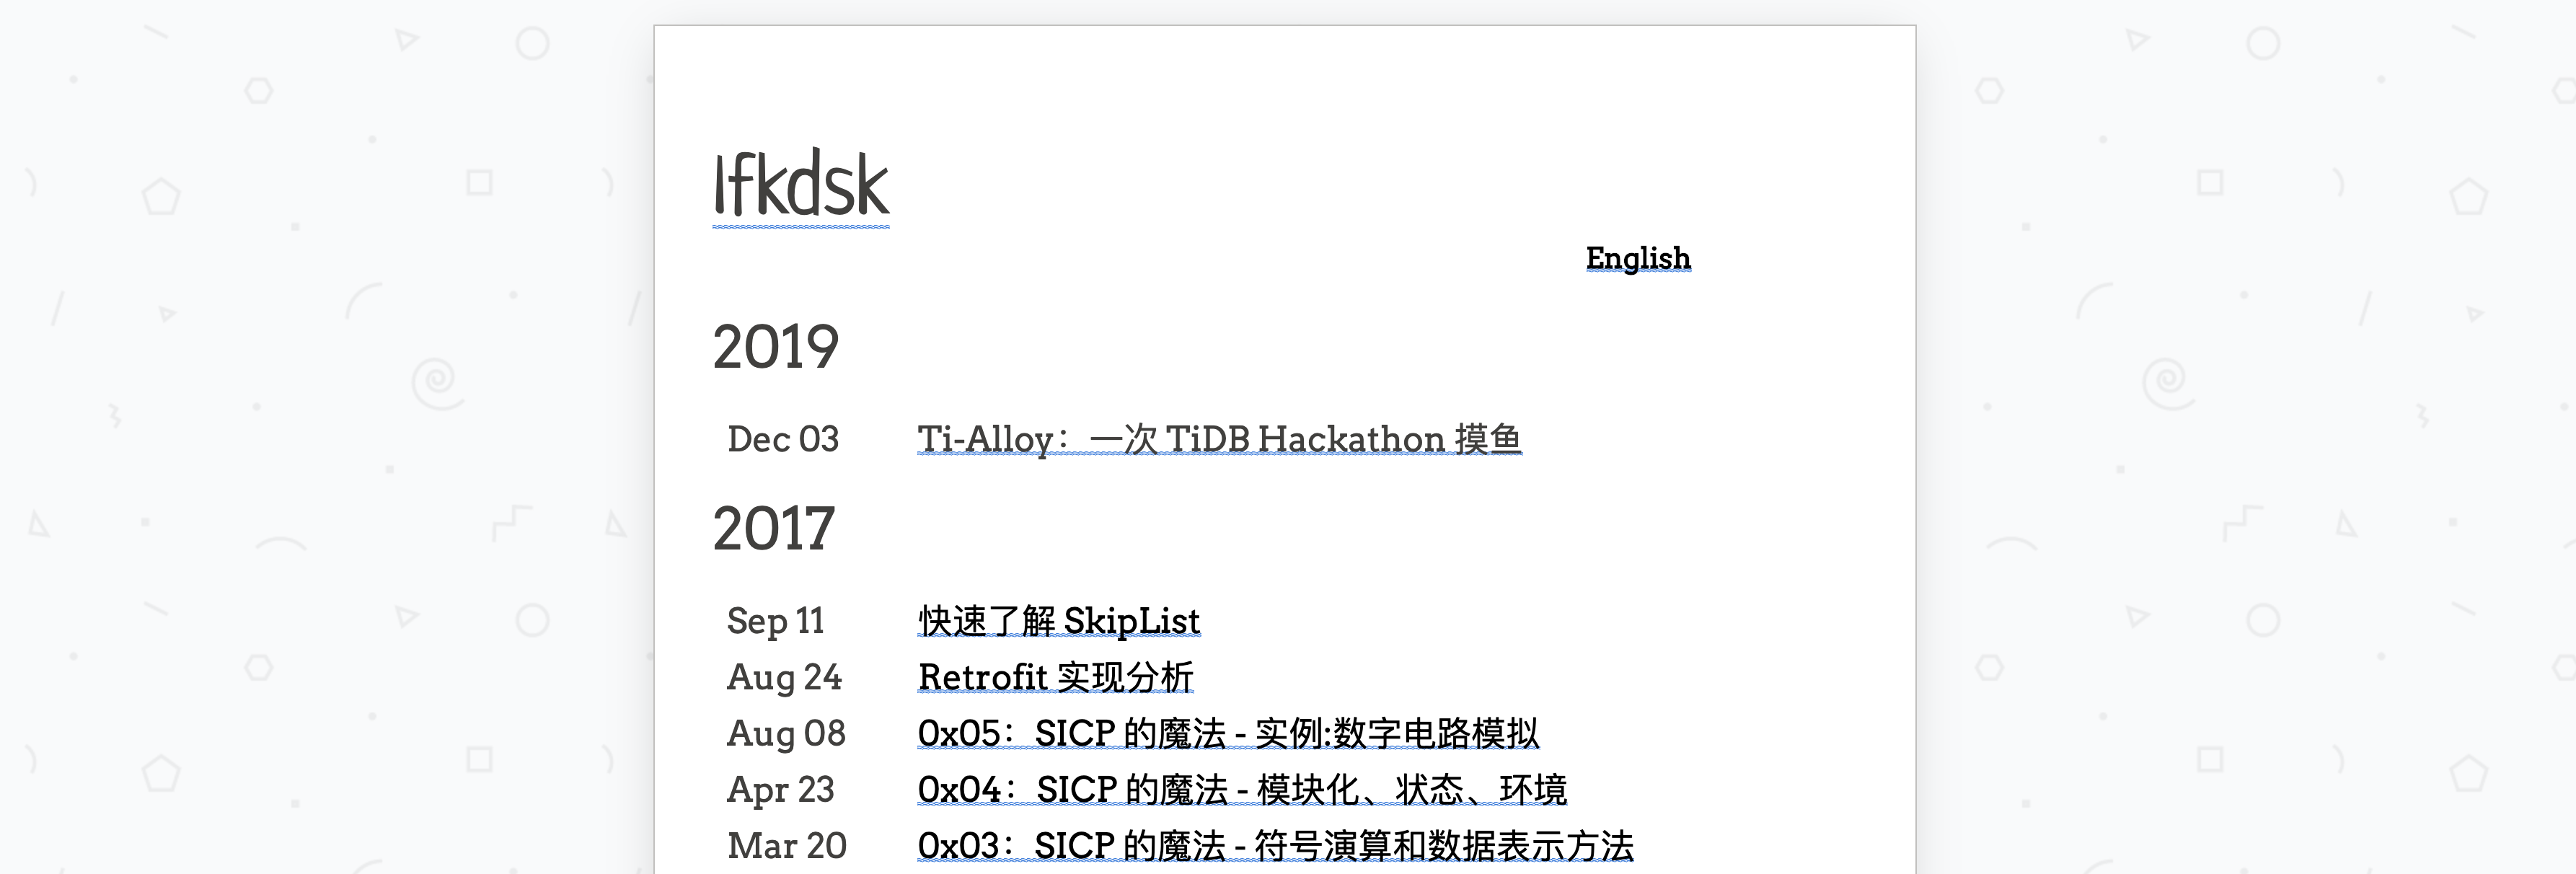 lfkdsk
English
2019
Dec 03 Ti-Alloy：一次 TiDB Hackathon 摸鱼
2017
Sep 11 快速了解 SkipList
Aug 24 Retrofit 实现分析
Aug 08 0x05：SICP 的魔法 - 实例:数字电路模拟
Apr 23 0x04：SICP 的魔法 - 模块化、状态、环境
Mar 20 0x03：SICP 的魔法 - 符号演算和数据表示方法